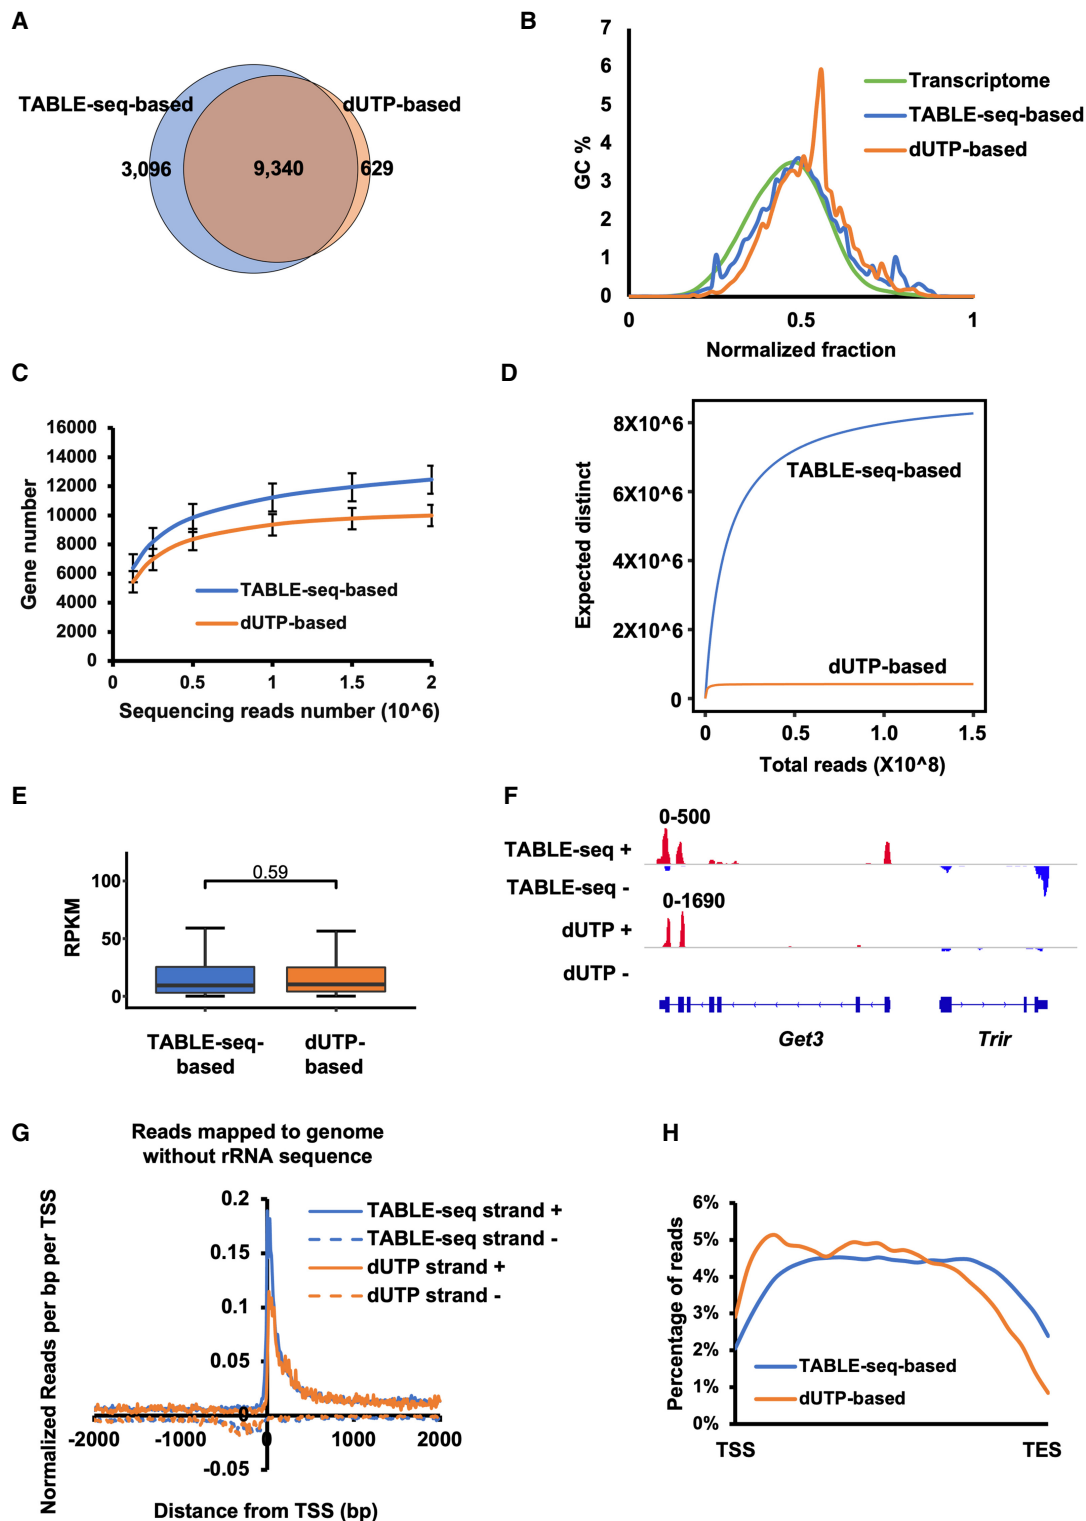 A
TABLE-seq-based
dUTP-based
3,096
9,340
629
B
7
6
5
4
3
2
1
0
GC %
Transcriptome
TABLE-seq-based
dUTP-based
0
0.5
1
Normalized fraction
C
16000
14000
12000
10000
8000
6000
4000
2000
0
Gene number
TABLE-seq-based
dUTP-based
0
0.5
1
1.5
2
Sequencing reads number (10^6)
D
8X10^6
6X10^6
4X10^6
2X10^6
0
Expected distinct
TABLE-seq-based
dUTP-based
0
0.5
1.0
1.5
Total reads (X10^8)
E
100
50
0
RPKM
0.59
TABLE-seq-
based
dUTP-
based
F
0-500
TABLE-seq +
TABLE-seq -
0-1690
dUTP +
dUTP -
Get3
Trir
G
Reads mapped to genome
without rRNA sequence
Normalized Reads per bp per TSS
0.2
0.15
0.1
0.05
0
-0.05
TABLE-seq strand +
TABLE-seq strand -
dUTP strand +
dUTP strand -
-2000
-1000
0
1000
2000
Distance from TSS (bp)
H
6%
5%
4%
3%
2%
1%
0%
Percentage of reads
TABLE-seq-based
dUTP-based
TSS
TES